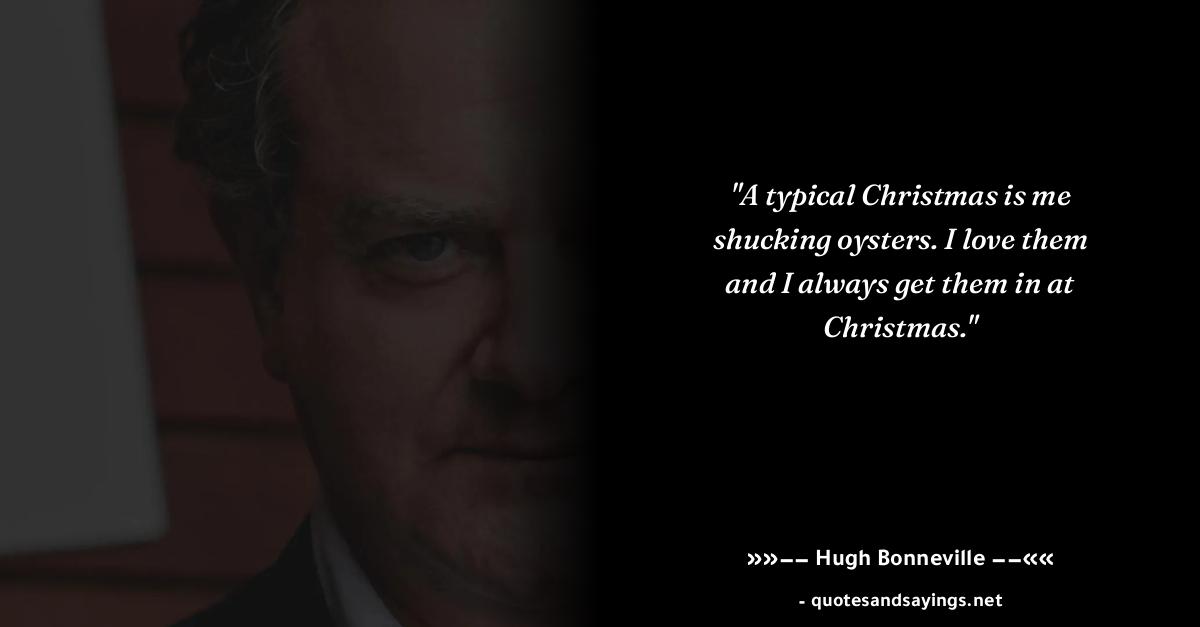 "A typical Christmas is me
shucking oysters. I love them
and I always get them in at
Christmas."
»»−− Hugh Bonneville −−««
- quotesandsayings.net